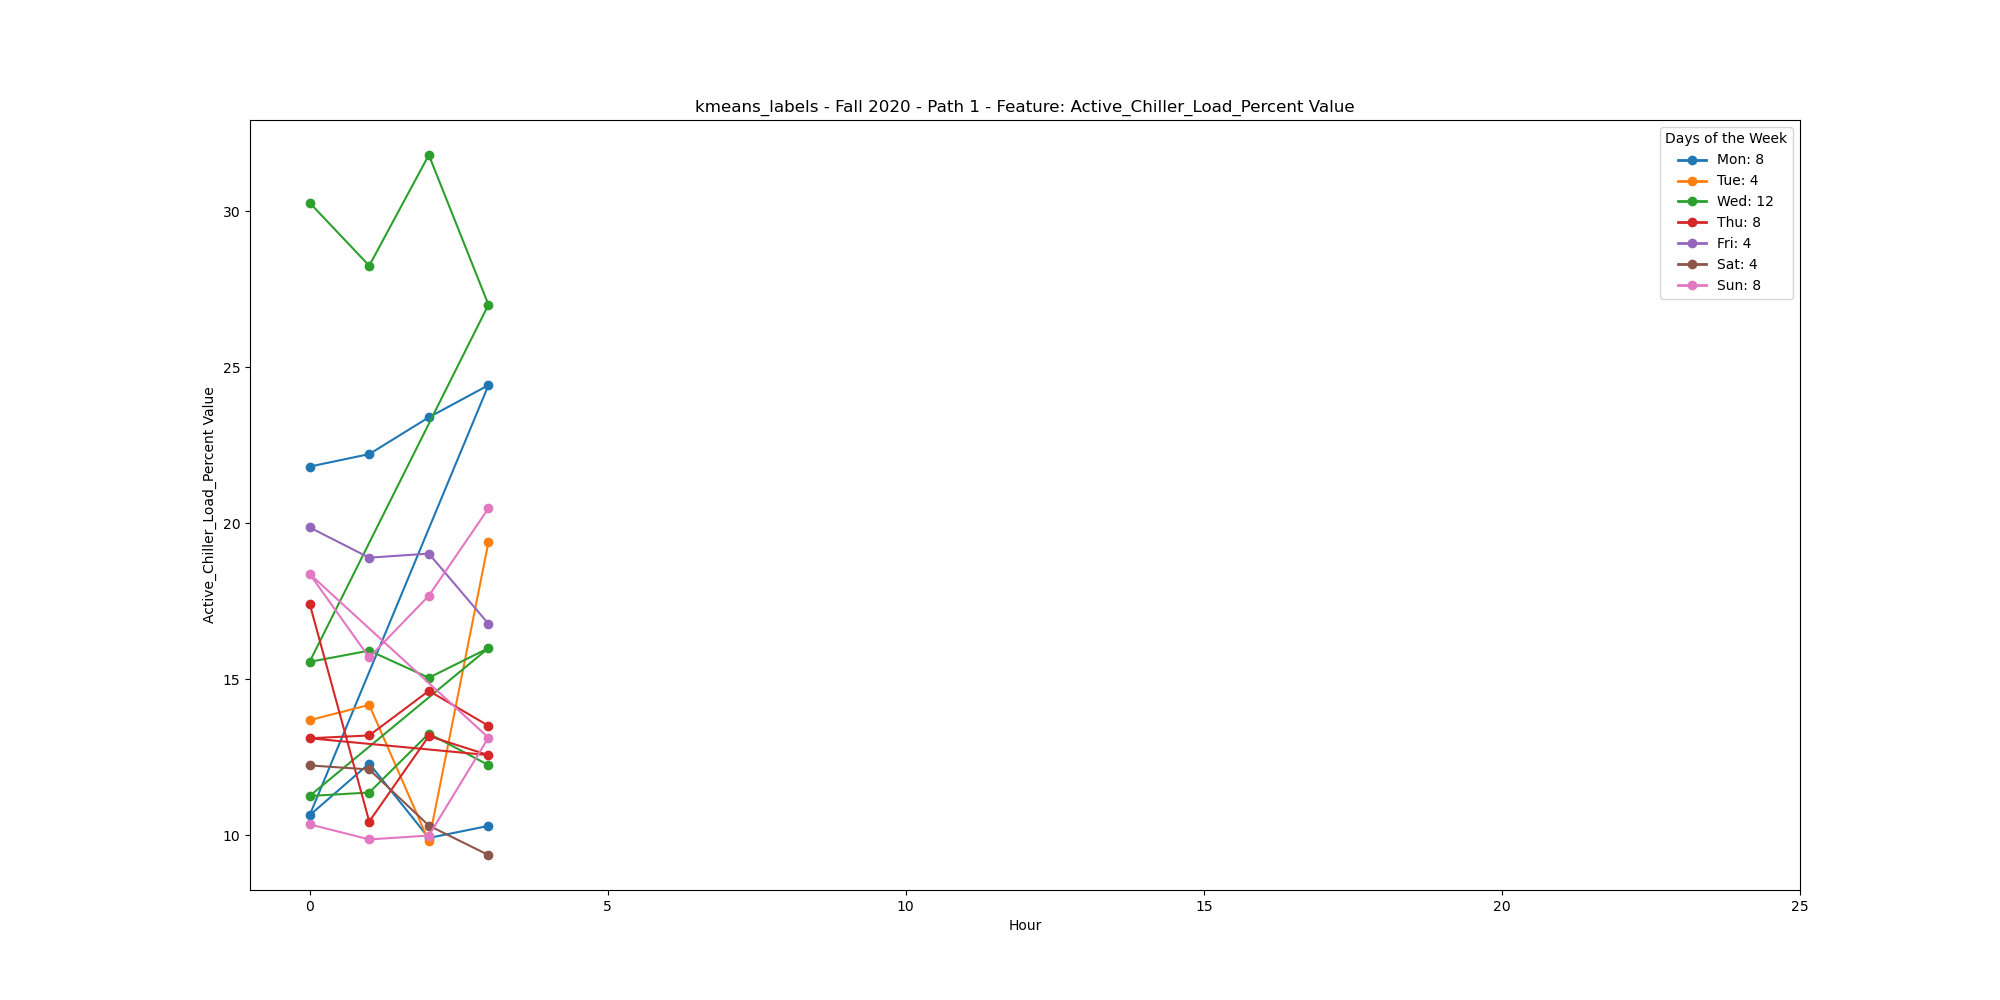 kmeans_labels - Fall 2020 - Path 1 - Feature: Active_Chiller_Load_Percent Value
Days of the Week
Mon: 8
Tue: 4
Wed: 12
Thu: 8
Fri: 4
Sat: 4
Sun: 8
Active_Chiller_Load_Percent Value
30
25
20
15
10
0 5 10 15 20 25
Hour